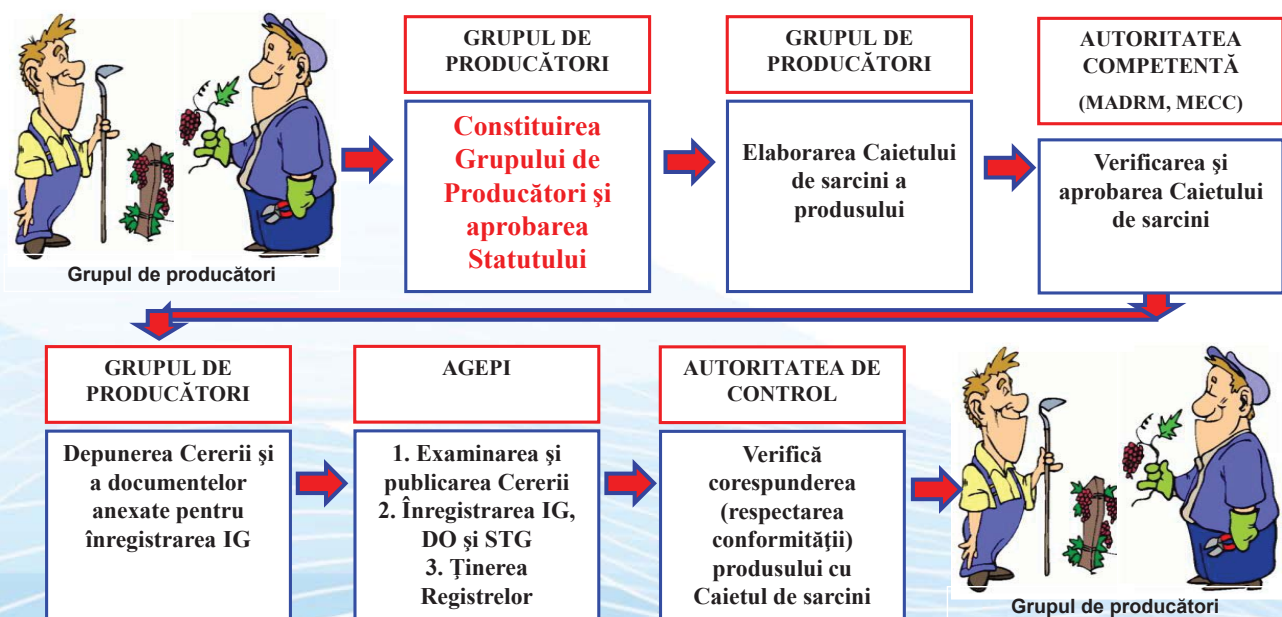 Grupul de producători
GRUPUL DE
PRODUCĂTORI
Constituirea
Grupului de
Producători şi
aprobarea
Statutului
GRUPUL DE
PRODUCĂTORI
Elaborarea Caietului
de sarcini a
produsului
AUTORITATEA
COMPETENTĂ
(MADRM, MECC)
Verificarea şi
aprobarea Caietului
de sarcini
GRUPUL DE
PRODUCĂTORI
Depunerea Cererii şi
a documentelor
anexate pentru
înregistrarea IG
AGEPI
1. Examinarea şi
publicarea Cererii
2. Înregistrarea IG,
DO şi STG
3. Ţinerea
Registrelor
AUTORITATEA DE
CONTROL
Verifică
corespunderea
(respectarea
conformităţii)
produsului cu
Caietul de sarcini
Grupul de producători